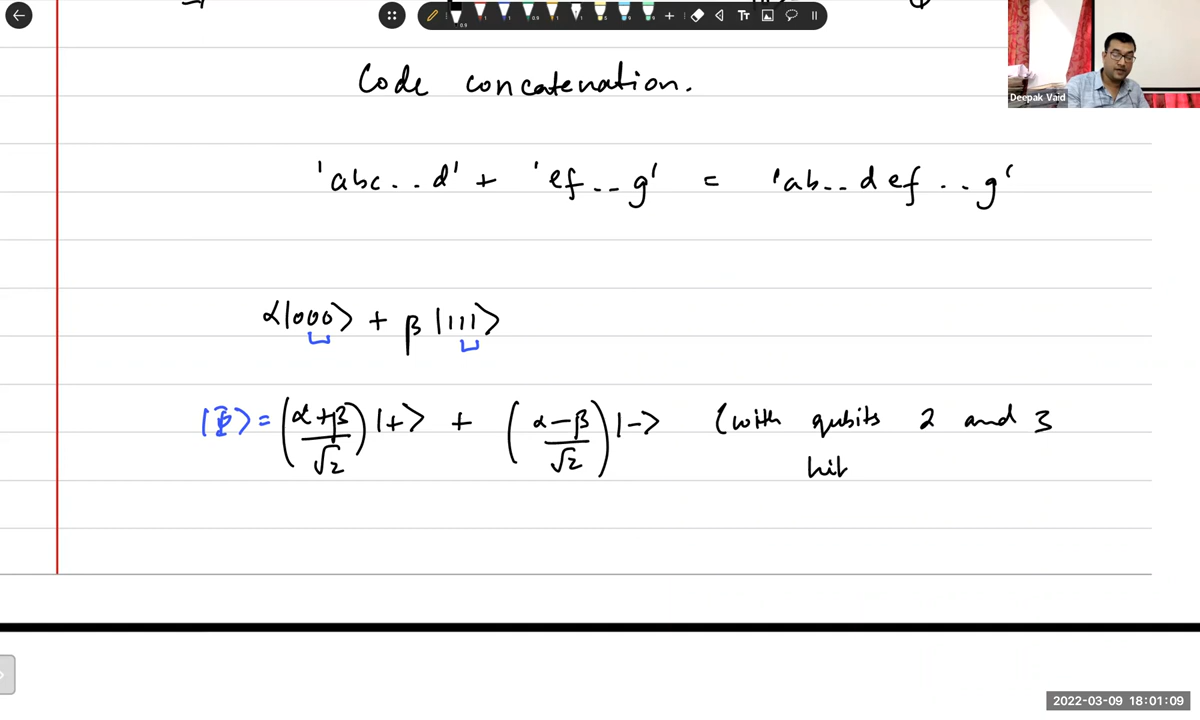 Code concatenation.
'abc..d' + 'ef--g' = 'ab--def--g'
α|000⟩ + β|111⟩
|Φ⟩ = (α+β/√2)|+⟩ + (α-β/√2)|-⟩ (with qubits 2 and 3
hit
Deepak Vaid
2022-03-09 18:01:09